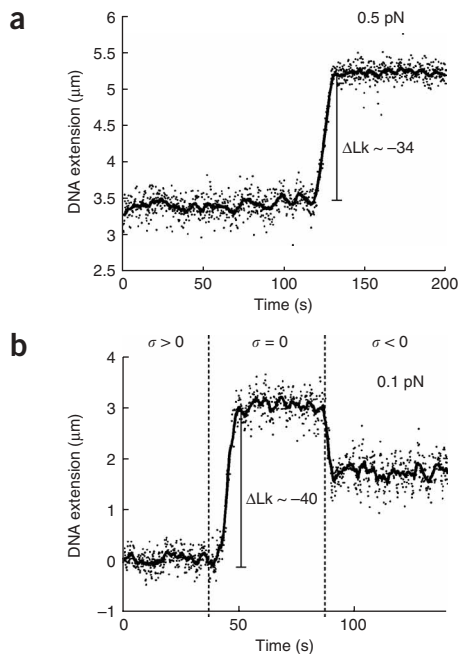 a
0.5 pN
6
5.5
5
4.5
4
3.5
3
2.5
DNA extension (μm)
ΔLk ~ –34
0 50 100 150 200
Time (s)
b
σ > 0 σ = 0 σ < 0
0.1 pN
4
3
2
1
0
–1
DNA extension (μm)
ΔLk ~ –40
0 50 100
Time (s)